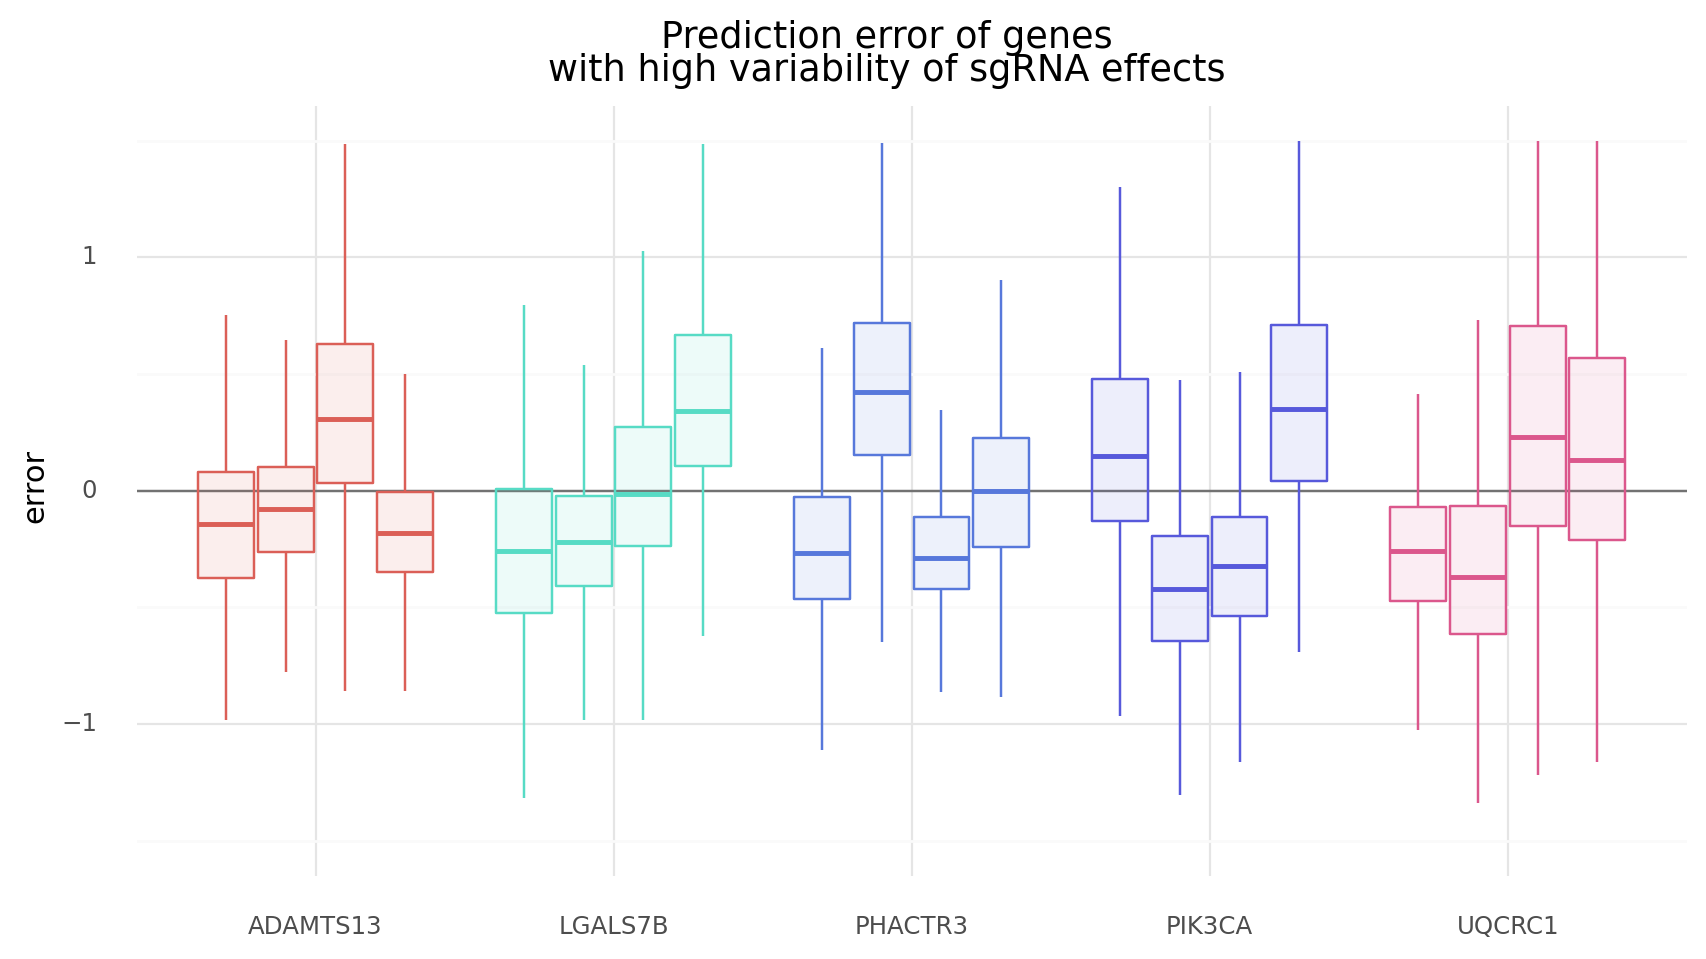 Prediction error of genes
with high variability of sgRNA effects
error
1
0
−1
ADAMTS13
LGALS7B
PHACTR3
PIK3CA
UQCRC1